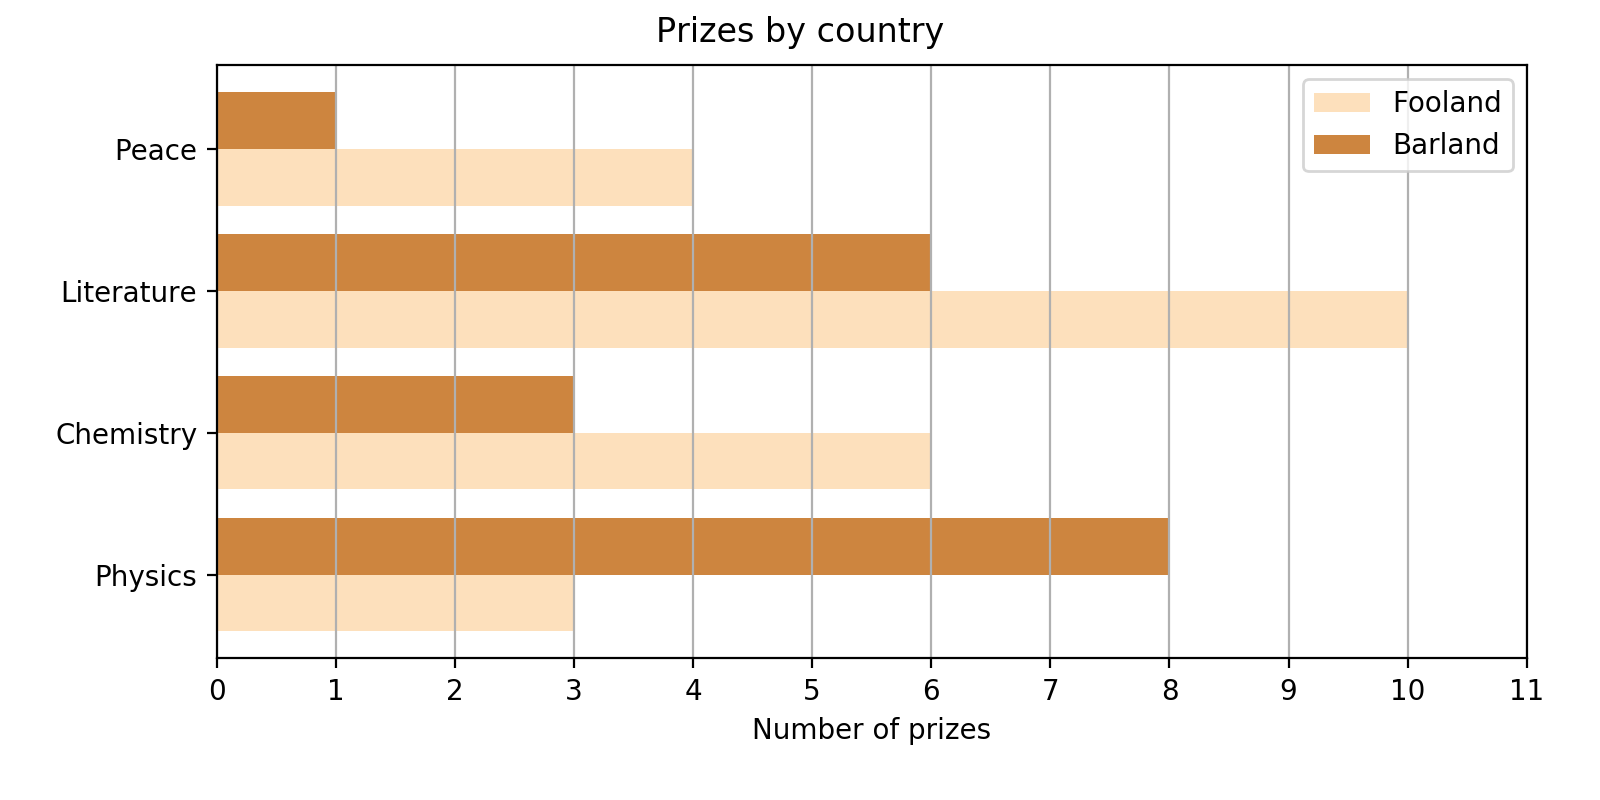 Prizes by country
Fooland
Barland
Peace
Literature
Chemistry
Physics
0 1 2 3 4 5 6 7 8 9 10 11
Number of prizes